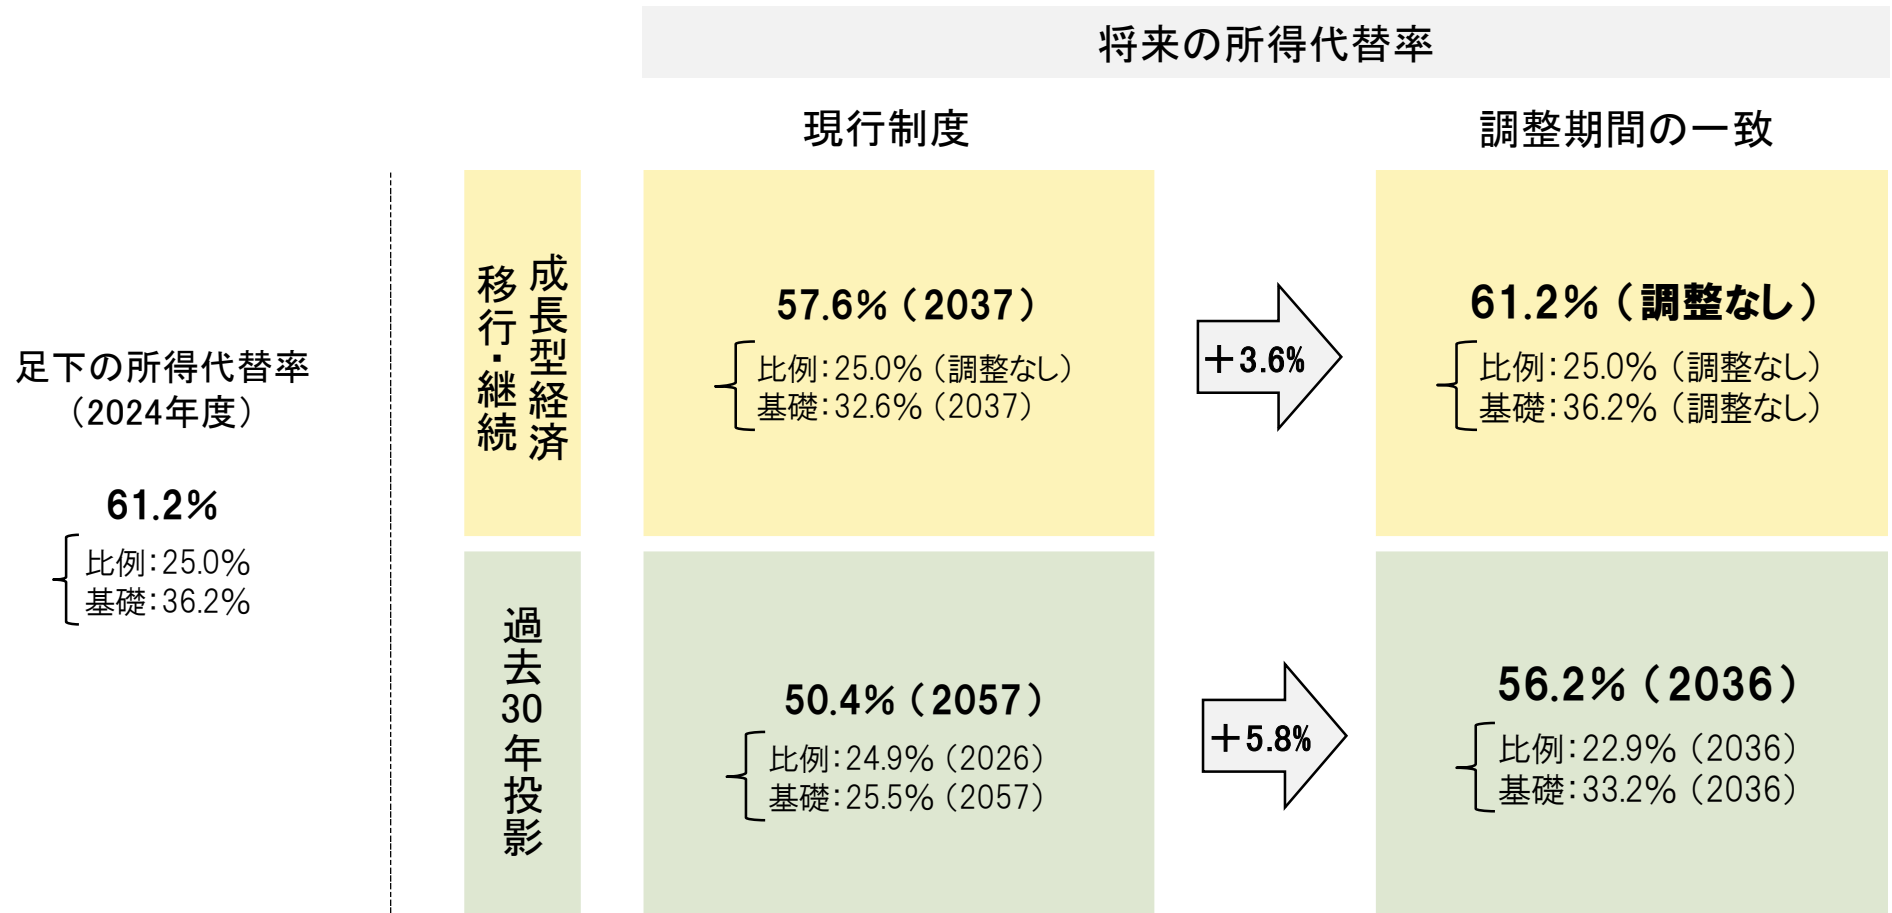 将来の所得代替率
現行制度
調整期間の一致
足下の所得代替率
（2024年度）
61.2%
比例：25.0%
基礎：36.2%
成長型経済
移行・継続
57.6%（2037）
比例：25.0%（調整なし）
基礎：32.6%（2037）
＋3.6%
61.2%（調整なし）
比例：25.0%（調整なし）
基礎：36.2%（調整なし）
過去30年投影
50.4%（2057）
比例：24.9%（2026）
基礎：25.5%（2057）
＋5.8%
56.2%（2036）
比例：22.9%（2036）
基礎：33.2%（2036）